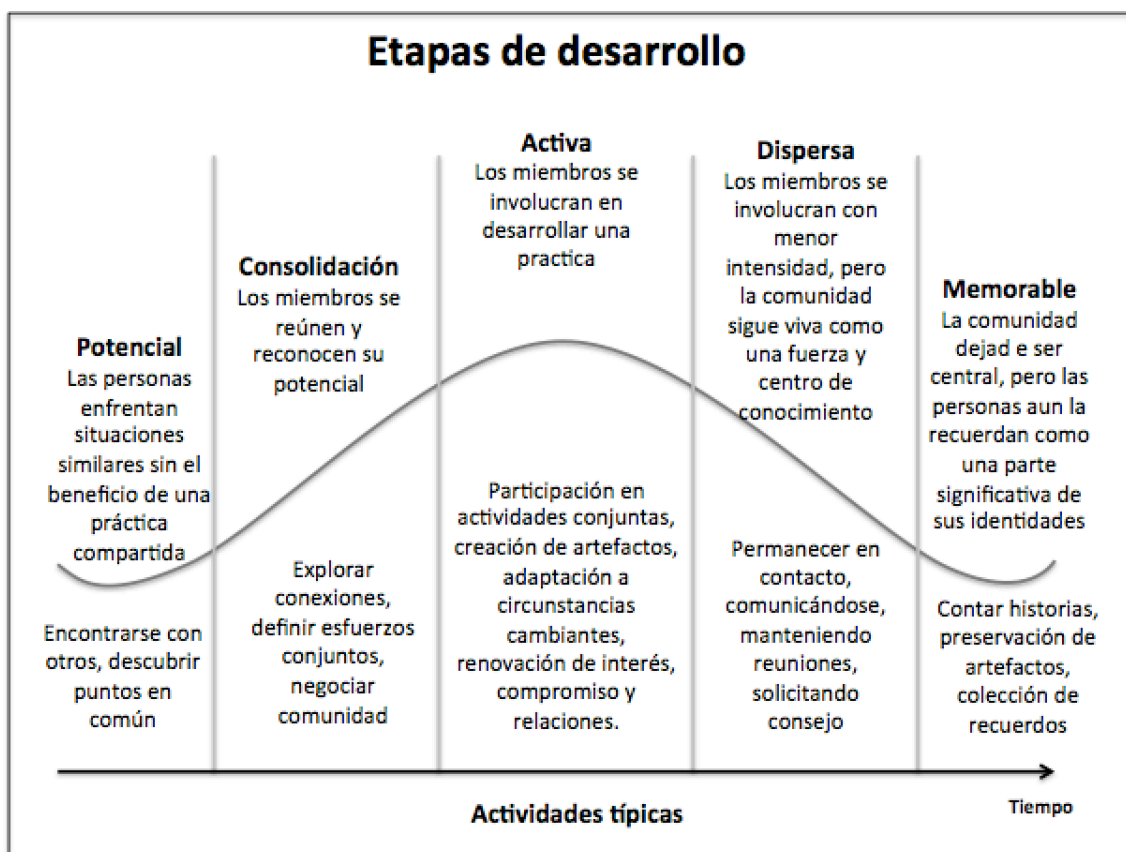 Etapas de desarrollo
Potencial
Las personas
enfrentan
situaciones
similares sin el
beneficio de una
práctica
compartida
Encontrarse con
otros, descubrir
puntos en
común
Consolidación
Los miembros se
reúnen y
reconocen su
potencial
Explorar
conexiones,
definir esfuerzos
conjuntos,
negociar
comunidad
Activa
Los miembros se
involucran en
desarrollar una
practica
Participación en
actividades conjuntas,
creación de artefactos,
adaptación a
circunstancias
cambiantes,
renovación de interés,
compromiso y
relaciones.
Dispersa
Los miembros se
involucran con
menor
intensidad, pero
la comunidad
sigue viva como
una fuerza y
centro de
conocimiento
Permanecer en
contacto,
comunicándose,
manteniendo
reuniones,
solicitando
consejo
Memorable
La comunidad
dejad e ser
central, pero las
personas aun la
recuerdan como
una parte
significativa de
sus identidades
Contar historias,
preservación de
artefactos,
colección de
recuerdos
Actividades típicas
Tiempo